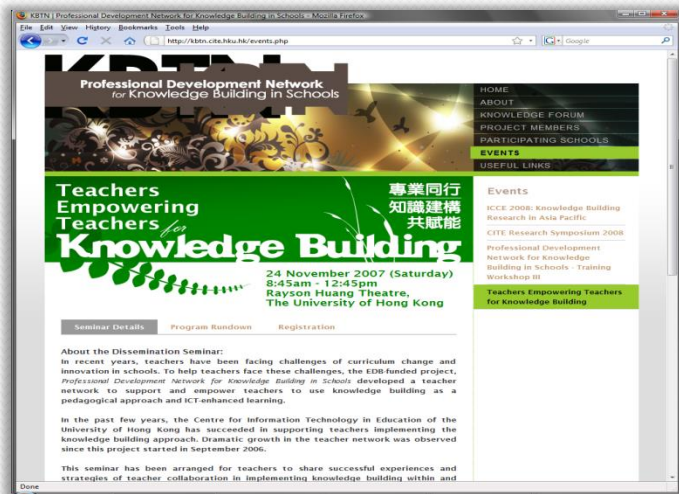 KBTN | Professional Development Network for Knowledge Building in Schools - Mozilla Firefox
File Edit View History Bookmarks Tools Help
http://kbtn.cite.hku.hk/events.php
Google
KBTN
Professional Development Network
for Knowledge Building in Schools
HOME
ABOUT
KNOWLEDGE FORUM
PROJECT MEMBERS
PARTICIPATING SCHOOLS
EVENTS
USEFUL LINKS
Teachers
Empowering
Teachers for
Knowledge Building
專業同行
知識建構
共賦能
24 November 2007 (Saturday)
8:45am - 12:45pm
Rayson Huang Theatre,
The University of Hong Kong
Seminar Details Program Rundown Registration
About the Dissemination Seminar:
In recent years, teachers have been facing challenges of curriculum change and
innovation in schools. To help teachers face these challenges, the EDB-funded project,
Professional Development Network for Knowledge Building in Schools developed a teacher
network to support and empower teachers to use knowledge building as a
pedagogical approach and ICT-enhanced learning.
In the past few years, the Centre for Information Technology in Education of the
University of Hong Kong has succeeded in supporting teachers implementing the
knowledge building approach. Dramatic growth in the teacher network was observed
since this project started in September 2006.
This seminar has been arranged for teachers to share successful experiences and
strategies of teacher collaboration in implementing knowledge building within and
Events
ICCE 2008: Knowledge Building
Research in Asia Pacific
CITE Research Symposium 2008
Professional Development
Network for Knowledge
Building in Schools - Training
Workshop III
Teachers Empowering Teachers
for Knowledge Building
Done